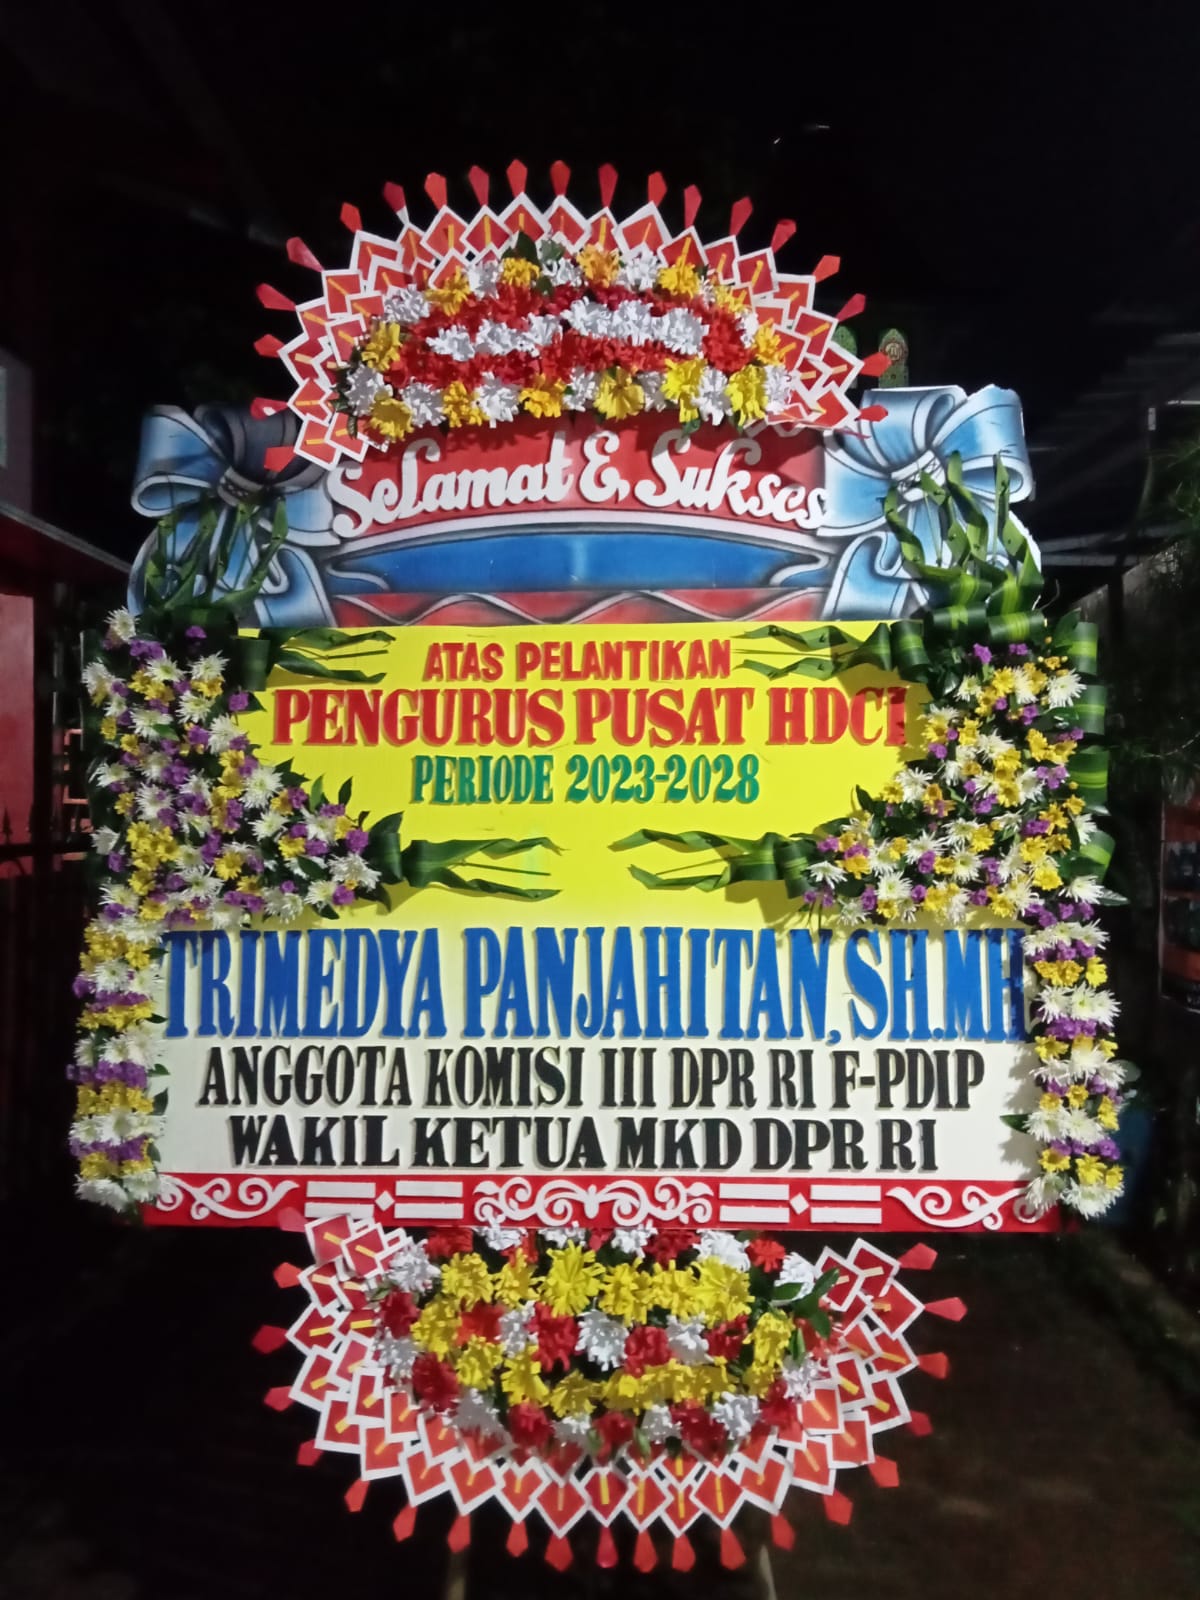 Selamat & Sukses
ATAS PELANTIKAN
PENGURUS PUSAT HDCI
PERIODE 2023-2028
TRIMEDYA PANJAHITAN, SH.MH
ANGGOTA KOMISI III DPR RI F-PDIP
WAKIL KETUA MKD DPR RI